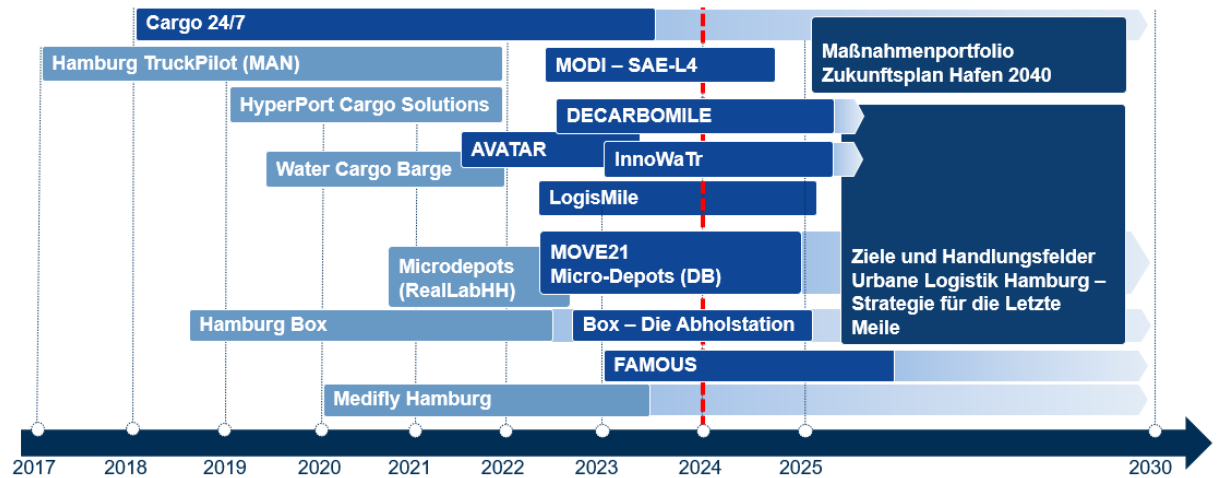 Cargo 24/7
Hamburg TruckPilot (MAN)
MODI – SAE-L4
Maßnahmenportfolio
Zukunftsplan Hafen 2040
HyperPort Cargo Solutions
DECARBOMILE
AVATAR
InnoWaTr
Water Cargo Barge
LogisMile
MOVE21
Micro-Depots (DB)
Microdepots
(RealLabHH)
Ziele und Handlungsfelder
Urbane Logistik Hamburg –
Strategie für die Letzte
Meile
Hamburg Box
Box – Die Abholstation
FAMOUS
Medifly Hamburg
2017 2018 2019 2020 2021 2022 2023 2024 2025 2030